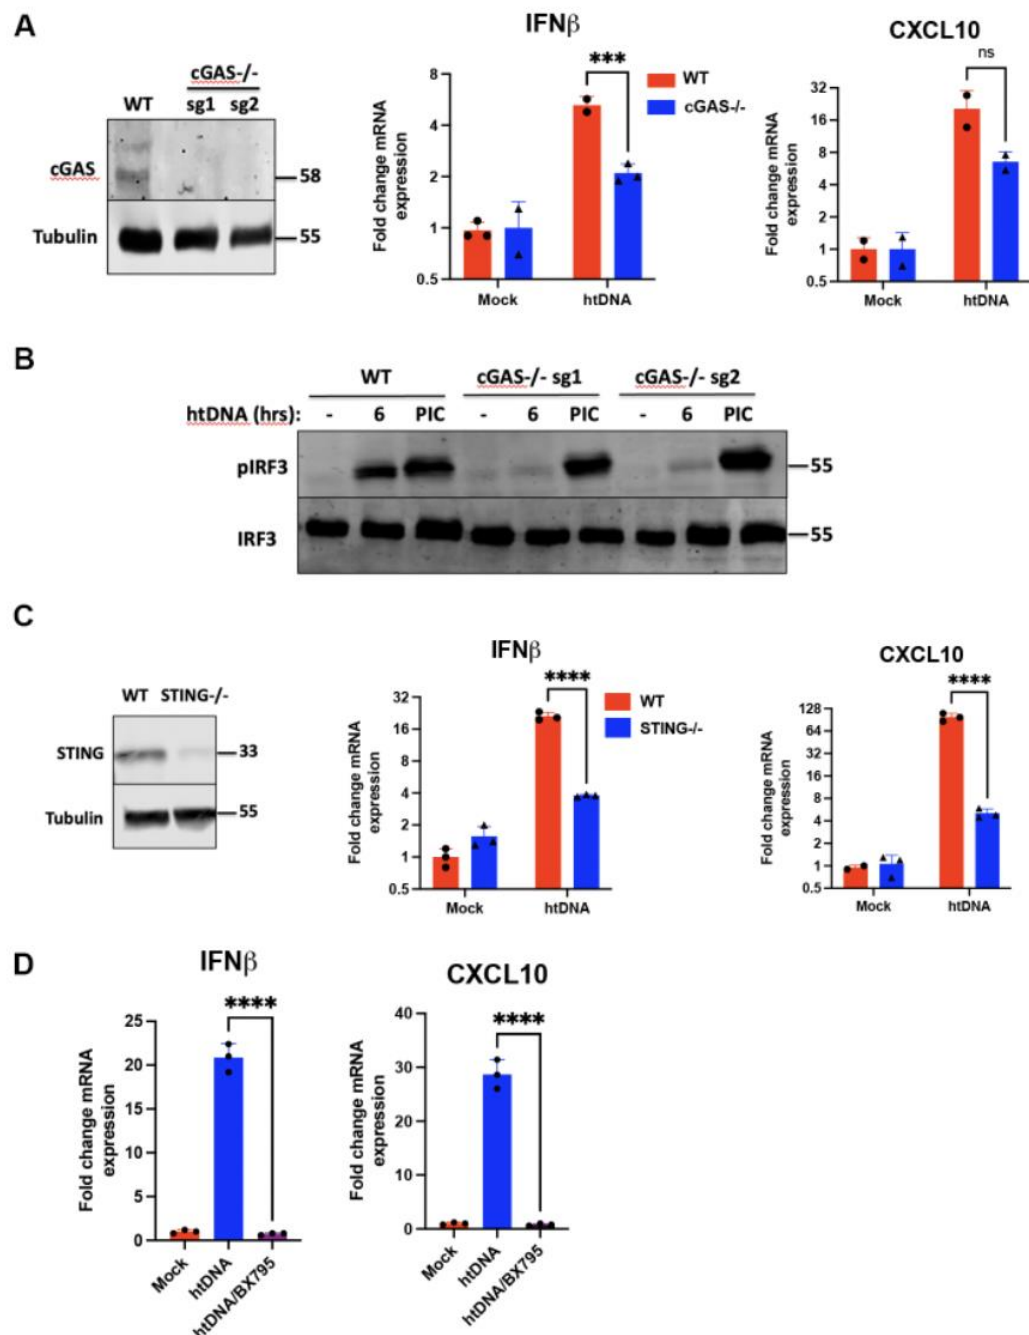 A
cGAS-/-
WT sg1 sg2
cGAS
58
Tubulin
55
IFNβ
Fold change mRNA
expression
8
4
2
1
0.5
***
WT
cGAS-/-
Mock htDNA
CXCL10
Fold change mRNA
expression
32
16
8
4
2
1
0.5
ns
Mock htDNA
B
WT cGAS-/- sg1 cGAS-/- sg2
htDNA (hrs): - 6 PIC - 6 PIC - 6 PIC
pIRF3
55
IRF3
55
C
WT STING-/-
STING
33
Tubulin
55
IFNβ
Fold change mRNA
expression
32
16
8
4
2
1
0.5
****
WT
STING-/-
Mock htDNA
CXCL10
Fold change mRNA
expression
128
64
32
16
8
4
2
1
0.5
****
Mock htDNA
D
IFNβ
Fold change mRNA
expression
25
20
15
10
5
0
****
Mock
htDNA
htDNA/BX795
CXCL10
Fold change mRNA
expression
40
30
20
10
0
****
Mock
htDNA
htDNA/BX795